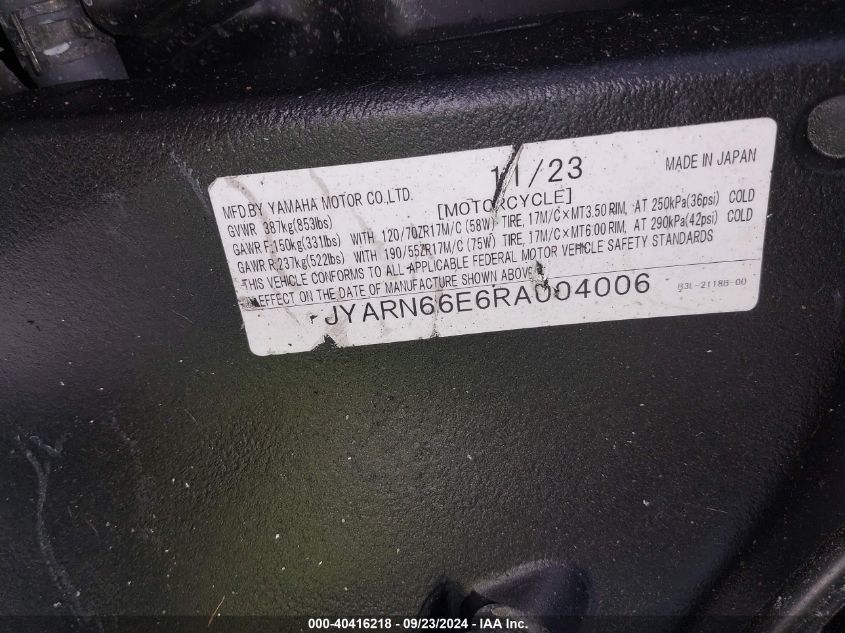 11/23
MADE IN JAPAN
MFD.BY YAMAHA MOTOR CO.,LTD.
[MOTORCYCLE]
GVWR 387kg(853lbs)
GAWR F;150kg(331lbs) WITH 120/70ZR17M/C (58W) TIRE, 17M/C×MT3.50 RIM, AT 250kPa(36psi) COLD
GAWR R;237kg(522lbs) WITH 190/55ZR17M/C (75W) TIRE, 17M/C×MT6.00 RIM, AT 290kPa(42psi) COLD
THIS VEHICLE CONFORMS TO ALL APPLICABLE FEDERAL MOTOR VEHICLE SAFETY STANDARDS
EFFECT ON THE DATE OF MANUFACTURE SHOWN ABOVE
JYARN66E6RA004006
B3L-2118B-00
000-40416218 - 09/23/2024 - IAA Inc.